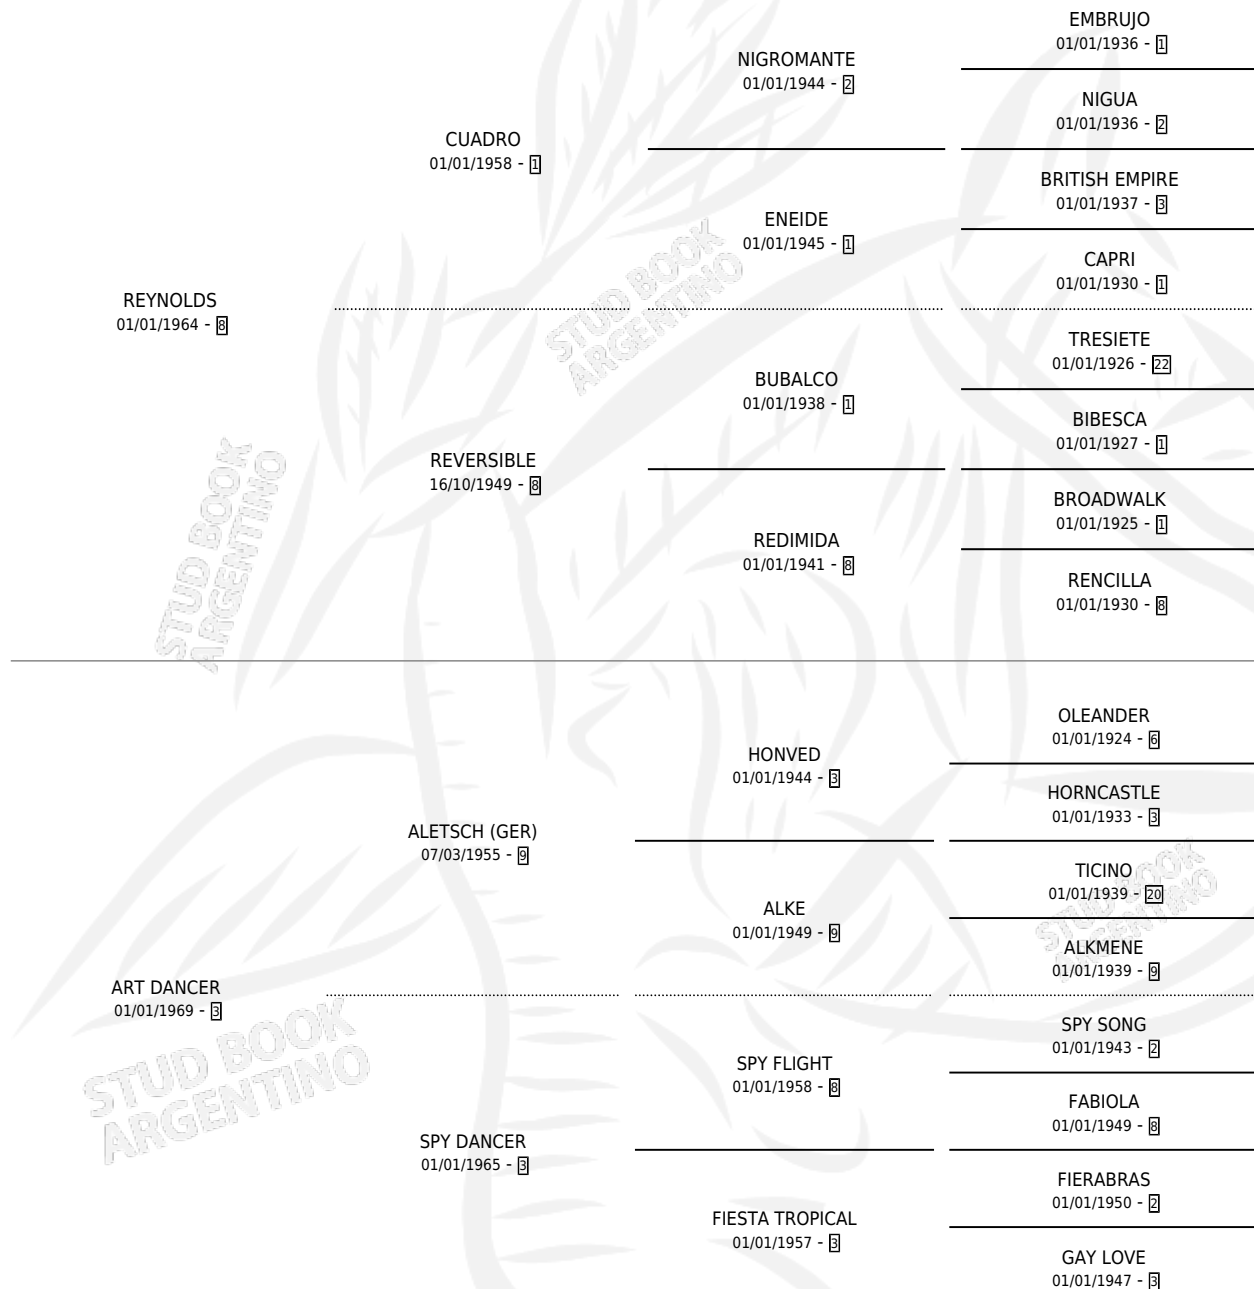 EMBRUJO
01/01/1936 - 1
NIGROMANTE
01/01/1944 - 2
NIGUA
01/01/1936 - 2
CUADRO
01/01/1958 - 1
BRITISH EMPIRE
01/01/1937 - 3
ENEIDE
01/01/1945 - 1
CAPRI
01/01/1930 - 1
REYNOLDS
01/01/1964 - 8
TRESIETE
01/01/1926 - 22
BUBALCO
01/01/1938 - 1
BIBESCA
01/01/1927 - 1
REVERSIBLE
16/10/1949 - 8
BROADWALK
01/01/1925 - 1
REDIMIDA
01/01/1941 - 8
RENCILLA
01/01/1930 - 8
OLEANDER
01/01/1924 - 6
HONVED
01/01/1944 - 3
HORNCASTLE
01/01/1933 - 3
ALETSCH (GER)
07/03/1955 - 9
TICINO
01/01/1939 - 20
ALKE
01/01/1949 - 9
ALKMENE
01/01/1939 - 9
ART DANCER
01/01/1969 - 3
SPY SONG
01/01/1943 - 2
SPY FLIGHT
01/01/1958 - 8
FABIOLA
01/01/1949 - 8
SPY DANCER
01/01/1965 - 3
FIERABRAS
01/01/1950 - 2
FIESTA TROPICAL
01/01/1957 - 3
GAY LOVE
01/01/1947 - 3
STUD BOOK
ARGENTINO
STUD BOOK
ARGENTINO
STUD BOOK
ARGENTINO
STUD BOOK
ARGENTINO